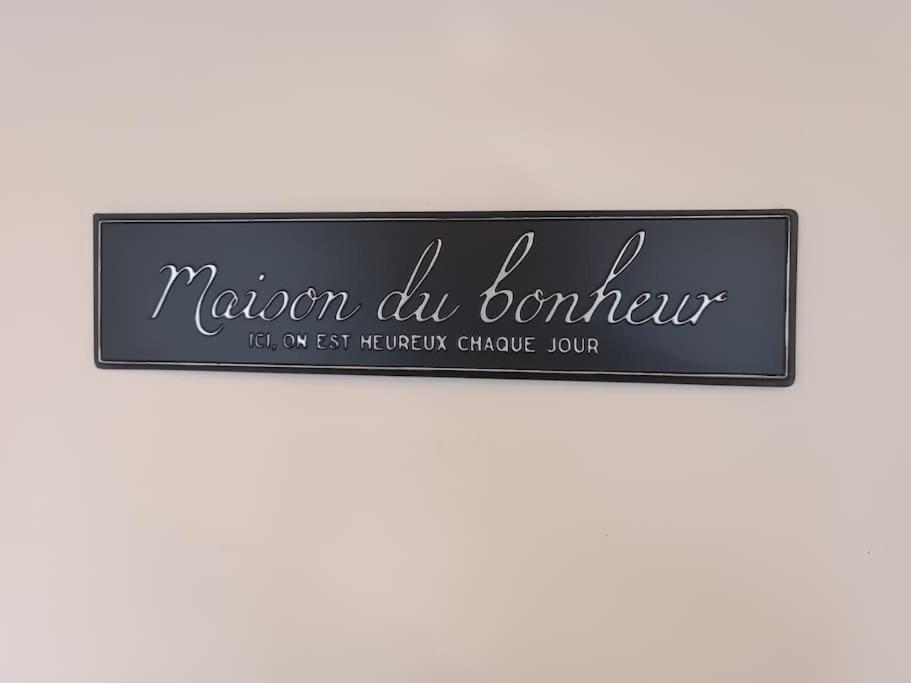 Maison du bonheur
ICI, ON EST HEUREUX CHAQUE JOUR